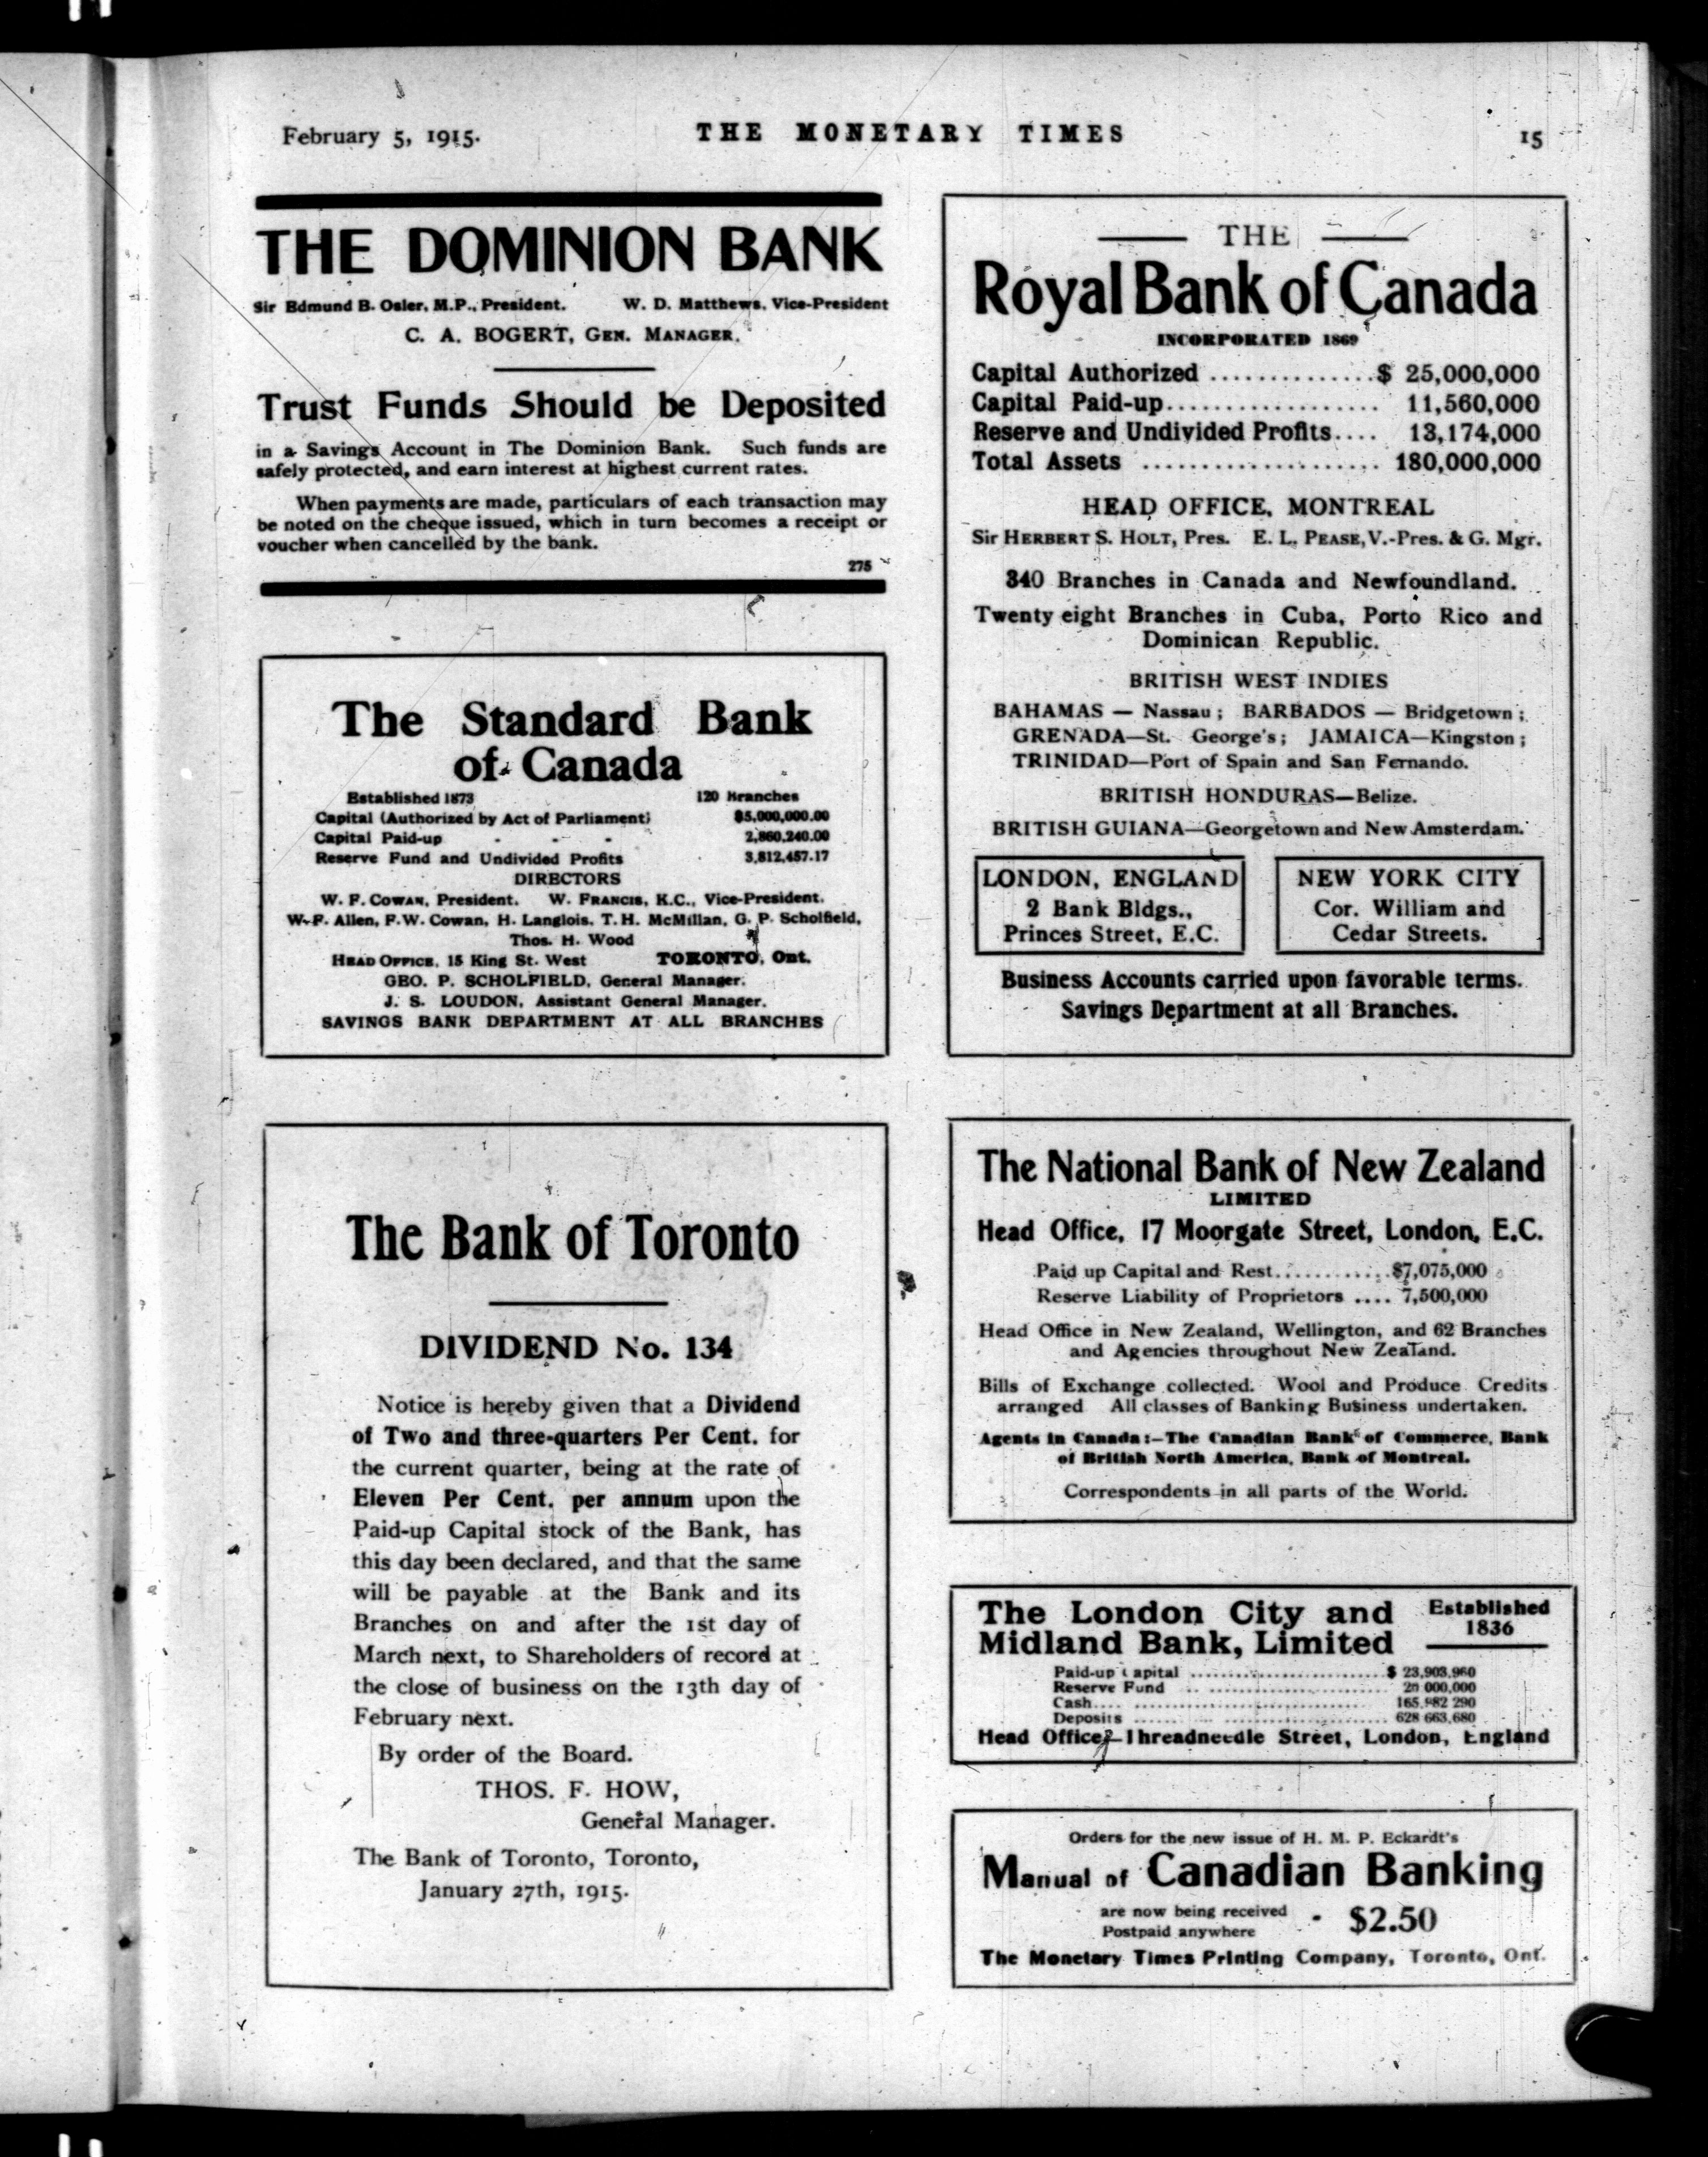 February 5, 1915.
THE MONETARY TIMES
15
THE DOMINION BANK
Sir Edmund B. Osler, M.P., President. W. D. Matthews, Vice-President
C. A. BOGERT, GEN. MANAGER.
Trust Funds Should be Deposited
in a Savings Account in The Dominion Bank. Such funds are
safely protected, and earn interest at highest current rates.
When payments are made, particulars of each transaction may
be noted on the cheque issued, which in turn becomes a receipt or
voucher when cancelled by the bank.
275
The Standard Bank
of Canada
Established 1873 120 Branches
Capital (Authorized by Act of Parliament) $5,000,000.00
Capital Paid-up - - - 2,860,240.00
Reserve Fund and Undivided Profits 3,812,457.17
DIRECTORS
W. F. COWAN, President. W. FRANCIS, K.C., Vice-President.
W. F. Allen, F. W. Cowan, H. Langlois, T. H. McMillan, G. P. Scholfield,
Thos. H. Wood
HEAD OFFICE, 15 King St. West TORONTO, Ont.
GEO. P. SCHOLFIELD, General Manager.
J. S. LOUDON, Assistant General Manager.
SAVINGS BANK DEPARTMENT AT ALL BRANCHES
The Bank of Toronto
DIVIDEND No. 134
Notice is hereby given that a Dividend
of Two and three-quarters Per Cent. for
the current quarter, being at the rate of
Eleven Per Cent. per annum upon the
Paid-up Capital stock of the Bank, has
this day been declared, and that the same
will be payable at the Bank and its
Branches on and after the 1st day of
March next, to Shareholders of record at
the close of business on the 13th day of
February next.
By order of the Board.
THOS. F. HOW,
General Manager.
The Bank of Toronto, Toronto,
January 27th, 1915.
THE
Royal Bank of Canada
INCORPORATED 1869
Capital Authorized ..............$ 25,000,000
Capital Paid-up.................. 11,560,000
Reserve and Undivided Profits.... 13,174,000
Total Assets .................... 180,000,000
HEAD OFFICE, MONTREAL
Sir HERBERT S. HOLT, Pres. E. L. PEASE, V.-Pres. & G. Mgr.
340 Branches in Canada and Newfoundland.
Twenty eight Branches in Cuba, Porto Rico and
Dominican Republic.
BRITISH WEST INDIES
BAHAMAS — Nassau; BARBADOS — Bridgetown;
GRENADA—St. George's; JAMAICA—Kingston;
TRINIDAD—Port of Spain and San Fernando.
BRITISH HONDURAS—Belize.
BRITISH GUIANA—Georgetown and New Amsterdam.
LONDON, ENGLAND
2 Bank Bldgs.,
Princes Street, E.C.
NEW YORK CITY
Cor. William and
Cedar Streets.
Business Accounts carried upon favorable terms.
Savings Department at all Branches.
The National Bank of New Zealand
LIMITED
Head Office, 17 Moorgate Street, London, E.C.
Paid up Capital and Rest............$7,075,000
Reserve Liability of Proprietors .... 7,500,000
Head Office in New Zealand, Wellington, and 62 Branches
and Agencies throughout New Zealand.
Bills of Exchange collected. Wool and Produce Credits
arranged All classes of Banking Business undertaken.
Agents in Canada:—The Canadian Bank of Commerce, Bank
of British North America, Bank of Montreal.
Correspondents in all parts of the World.
The London City and
Midland Bank, Limited
Established
1836
Paid-up Capital ..............................$ 23,903,960
Reserve Fund .............................. 20 000,000
Cash.... .............................. 165,982 290
Deposits .............................. 628 663,680
Head Office, Threadneedle Street, London, England
Orders for the new issue of H. M. P. Eckardt's
Manual of Canadian Banking
are now being received
Postpaid anywhere
- $2.50
The Monetary Times Printing Company, Toronto, Ont.